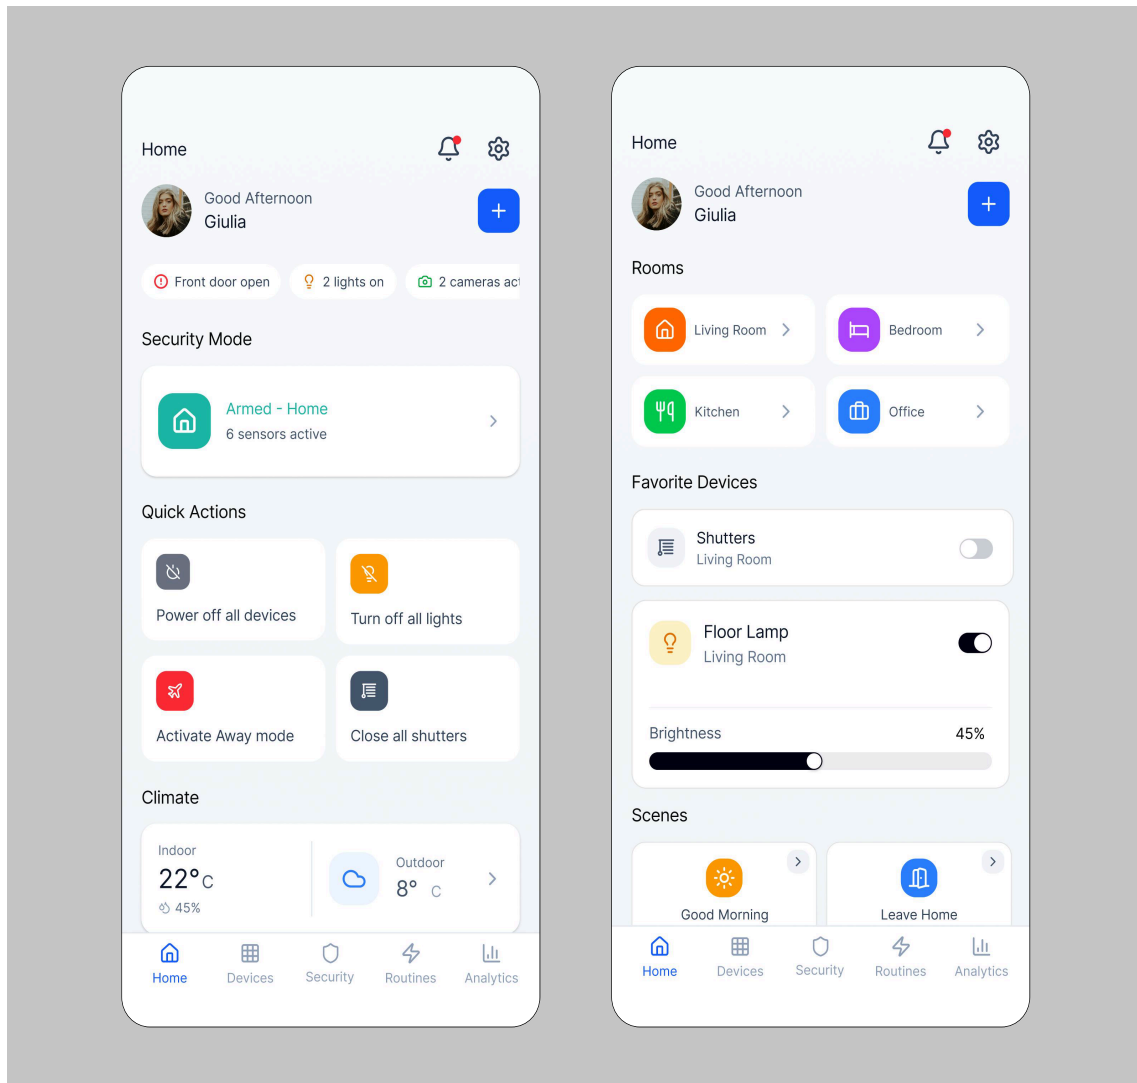 Home
Good Afternoon
Giulia
Front door open
2 lights on
2 cameras act
Security Mode
Armed - Home
6 sensors active
Quick Actions
Power off all devices
Turn off all lights
Activate Away mode
Close all shutters
Climate
Indoor
22° C
45%
Outdoor
8° C
Home
Devices
Security
Routines
Analytics
Home
Good Afternoon
Giulia
Rooms
Living Room
Bedroom
Kitchen
Office
Favorite Devices
Shutters
Living Room
Floor Lamp
Living Room
Brightness
45%
Scenes
Good Morning
Leave Home
Home
Devices
Security
Routines
Analytics